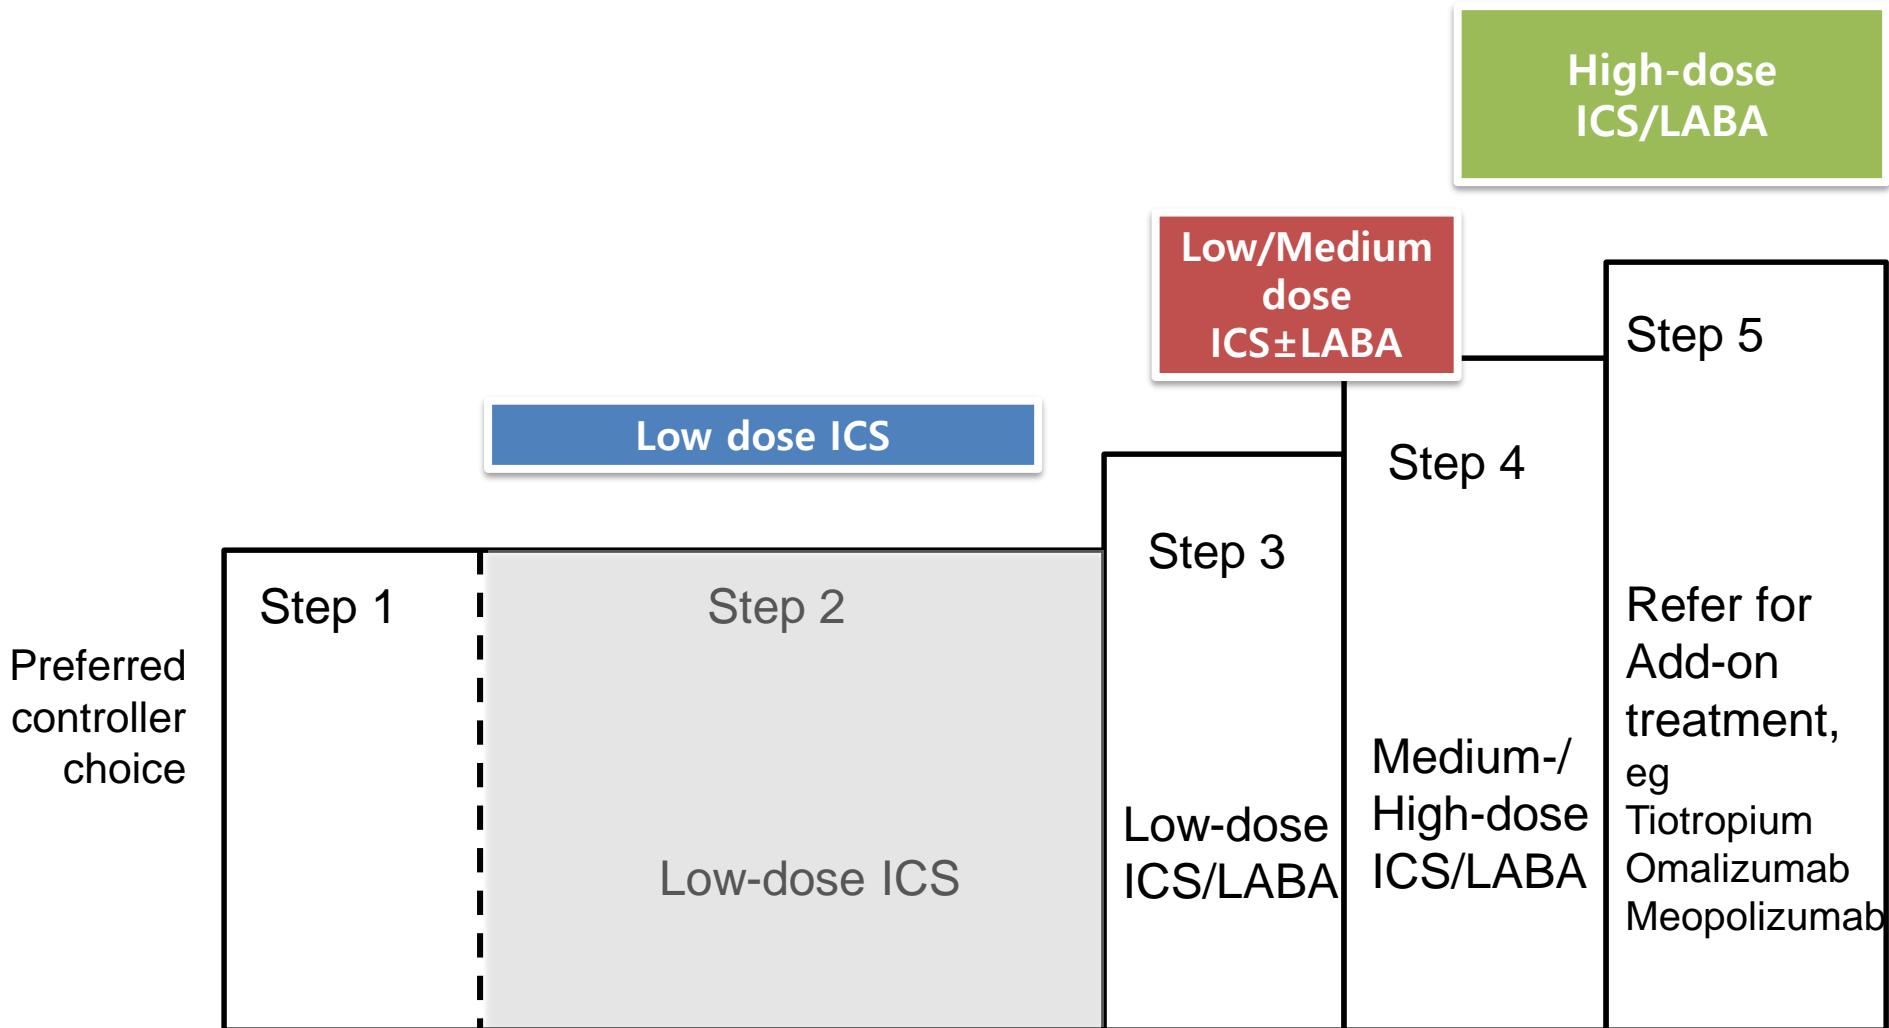 High-dose
ICS/LABA
Low/Medium
dose
ICS±LABA
Low dose ICS
Preferred
controller
choice
Step 1
Step 2
Low-dose ICS
Step 3
Low-dose
ICS/LABA
Step 4
Medium-/
High-dose
ICS/LABA
Step 5
Refer for
Add-on
treatment,
eg
Tiotropium
Omalizumab
Meopolizumab